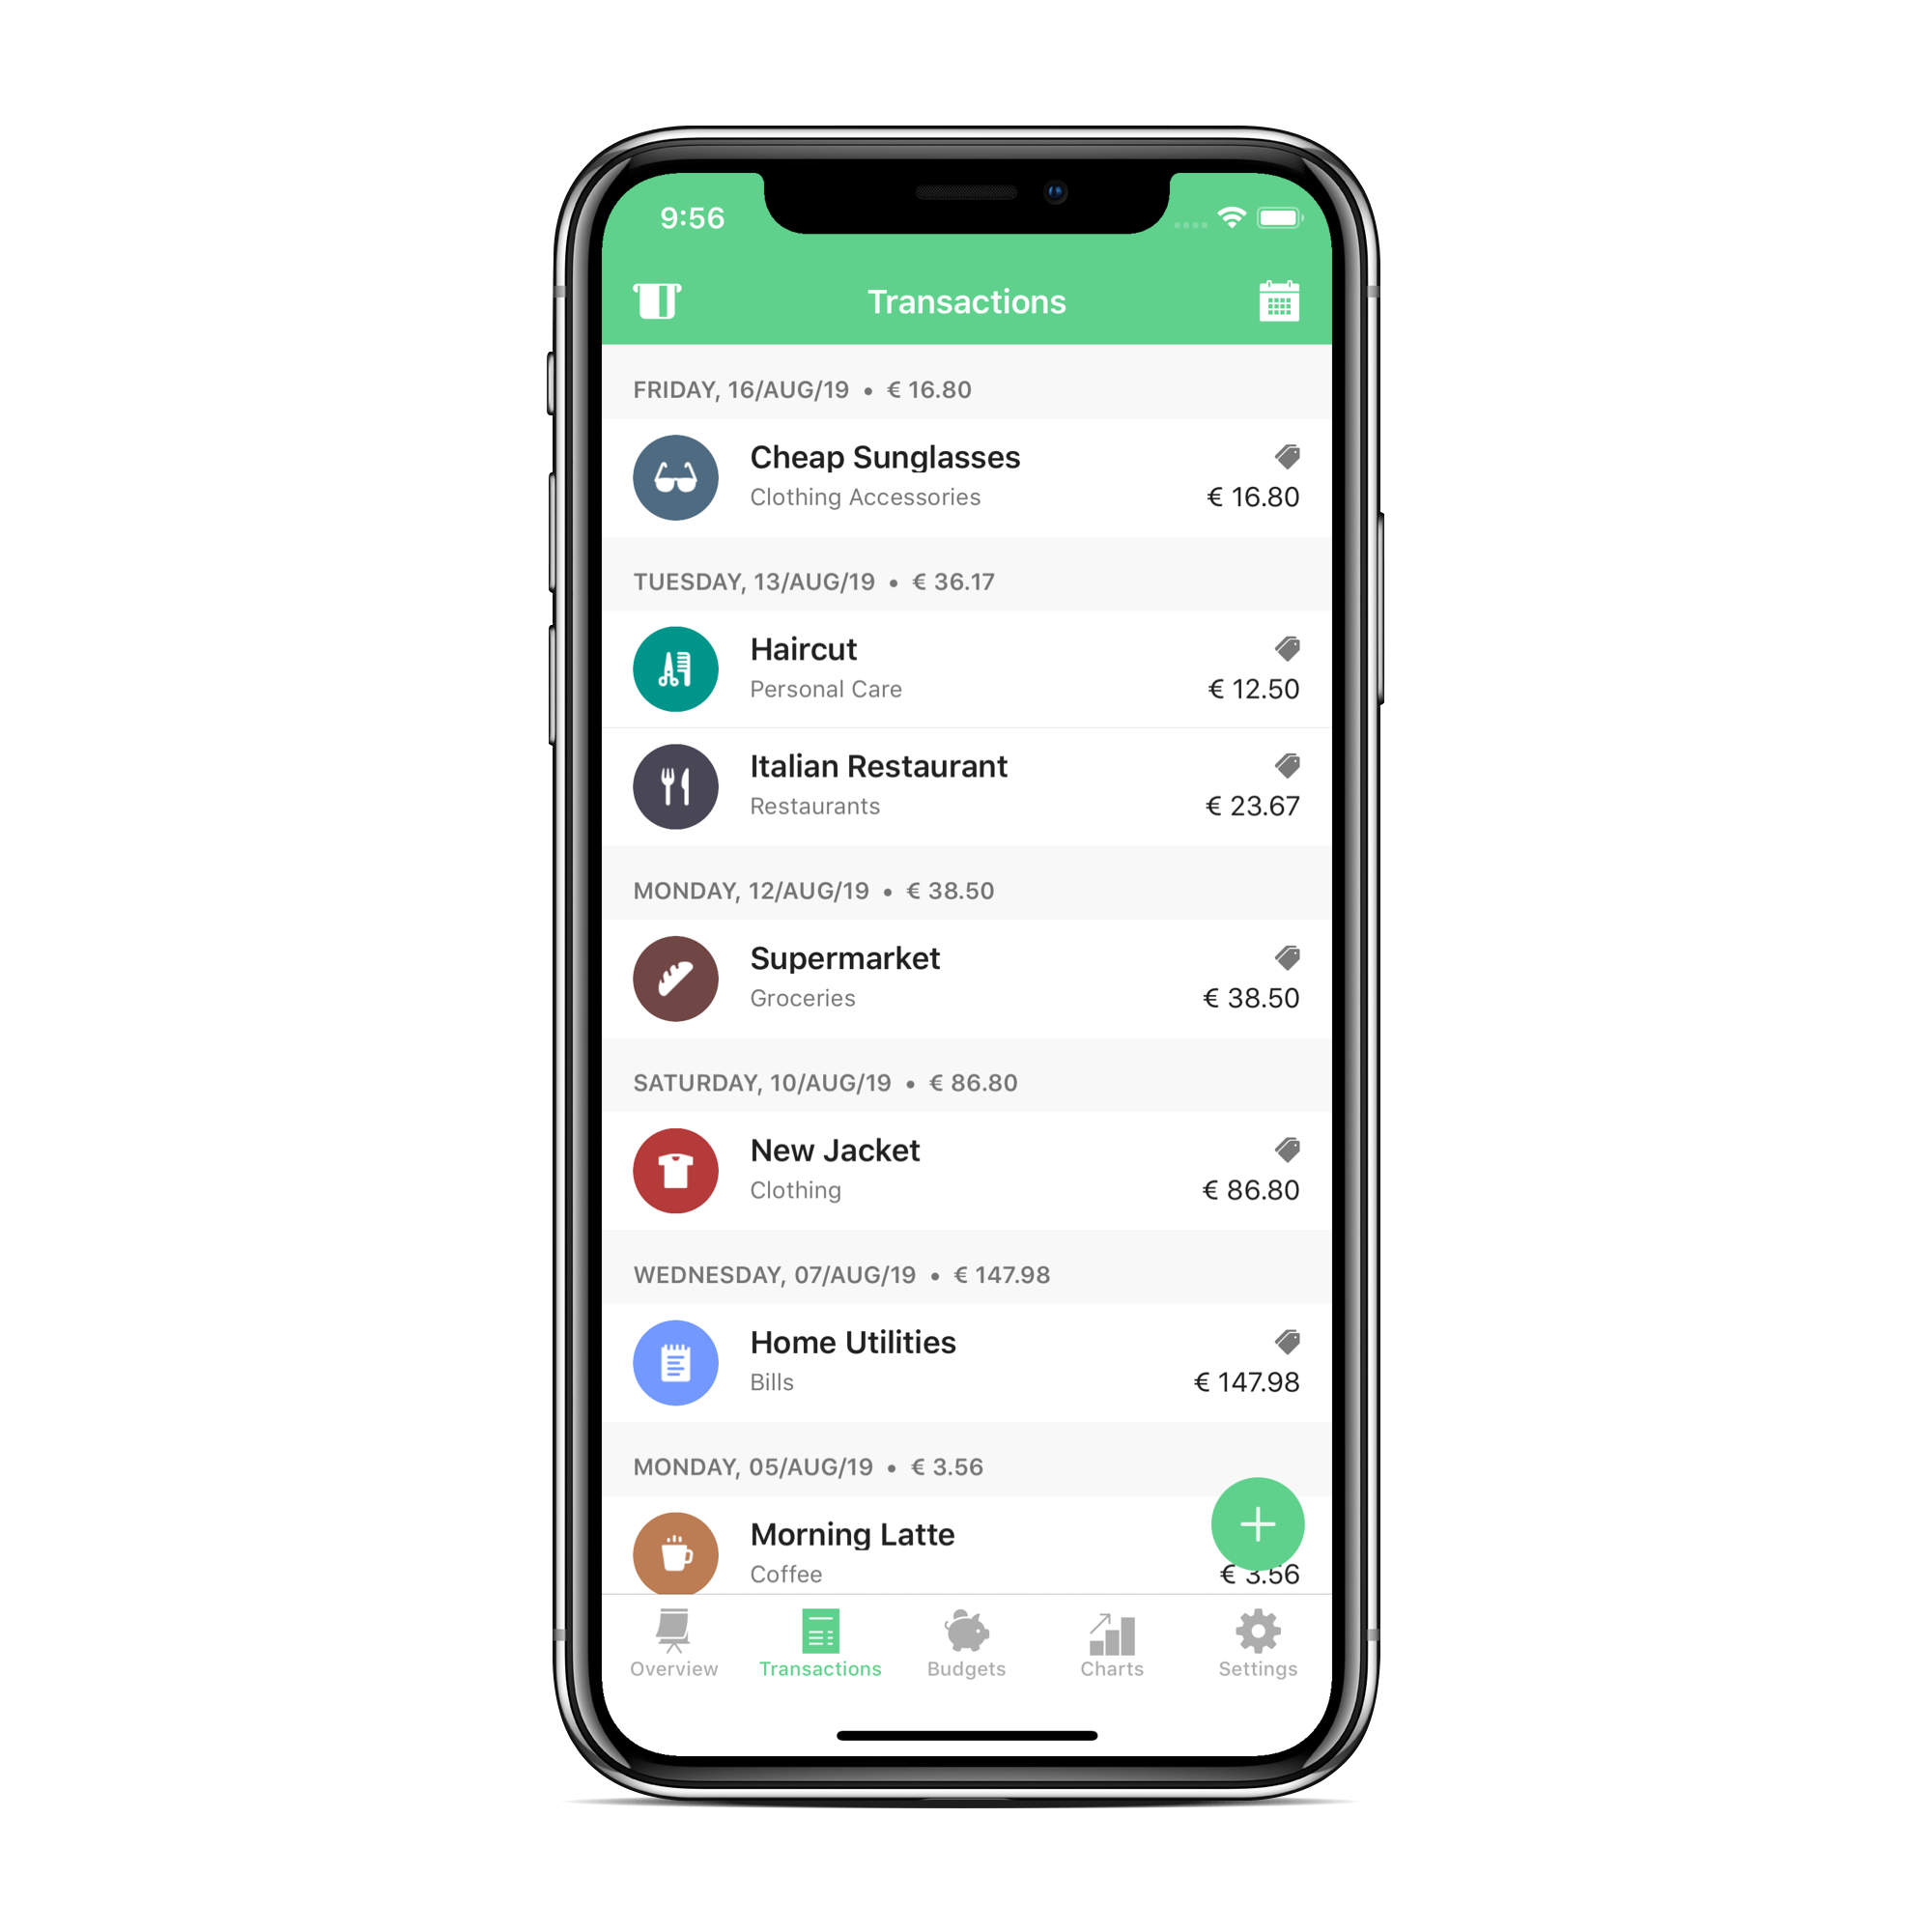 9:56
Transactions
FRIDAY, 16/AUG/19 • € 16.80
Cheap Sunglasses
Clothing Accessories
€ 16.80
TUESDAY, 13/AUG/19 • € 36.17
Haircut
Personal Care
€ 12.50
Italian Restaurant
Restaurants
€ 23.67
MONDAY, 12/AUG/19 • € 38.50
Supermarket
Groceries
€ 38.50
SATURDAY, 10/AUG/19 • € 86.80
New Jacket
Clothing
€ 86.80
WEDNESDAY, 07/AUG/19 • € 147.98
Home Utilities
Bills
€ 147.98
MONDAY, 05/AUG/19 • € 3.56
Morning Latte
Coffee
€ 3.56
Overview
Transactions
Budgets
Charts
Settings